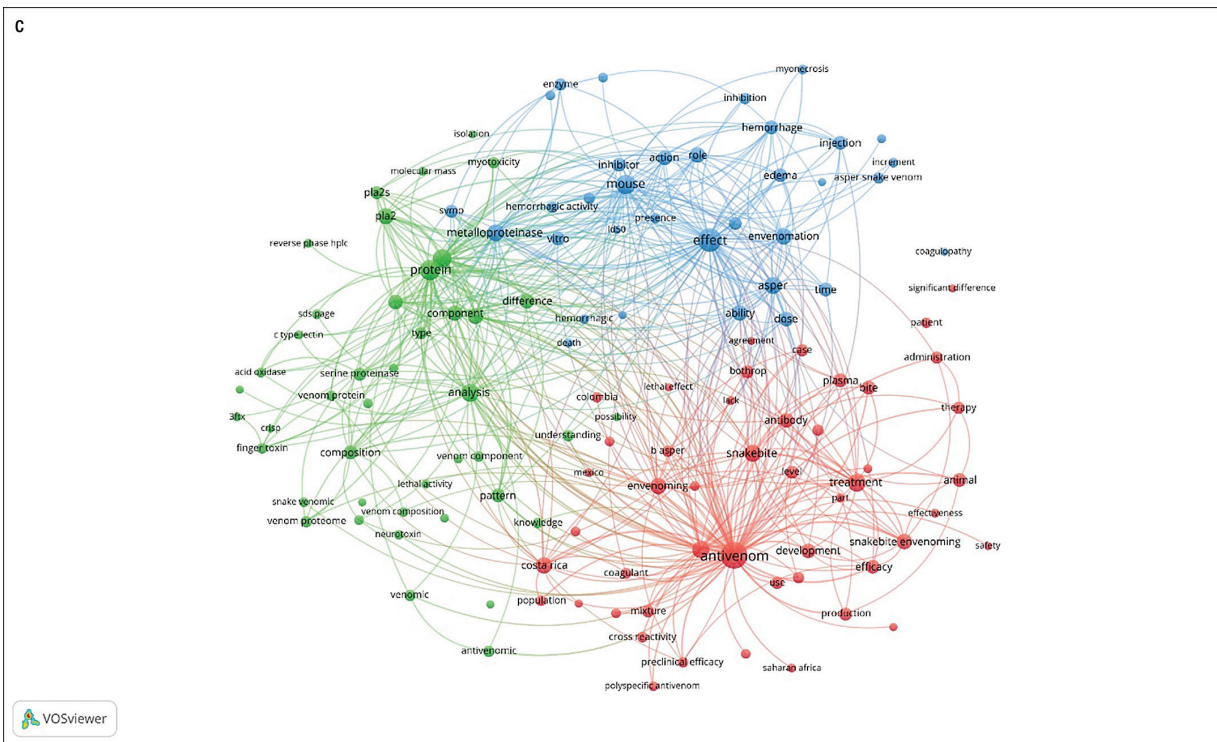 C
myonecrosis
enzyme
inhibition
hemorrhage
isolation
injection
myotoxicity
inhibitor
action
role
increment
molecular mass
mouse
edema
asper snake venom
pla2s
svmp
hemorrhagic activity
pla2
presence
ld50
metalloproteinase
vitro
effect
envenomation
reverse phase hplc
coagulopathy
protein
asper
time
significant difference
difference
sds page
component
hemorrhagic
ability
dose
patient
c type lectin
type
death
agreement
case
administration
acid oxidase
serine proteinase
bothrop
plasma
bite
venom protein
analysis
lethal effect
colombia
lack
therapy
3ftx
possibility
antibody
crisp
understanding
finger toxin
composition
venom component
b asper
snakebite
mexico
level
lethal activity
envenoming
treatment
animal
pattern
part
snake venomic
venom composition
effectiveness
venom proteome
knowledge
neurotoxin
snakebite envenoming
safety
antivenom
development
costa rica
coagulant
efficacy
use
venomic
population
mixture
production
cross reactivity
antivenomic
preclinical efficacy
saharan africa
polyspecific antivenom
VOSviewer